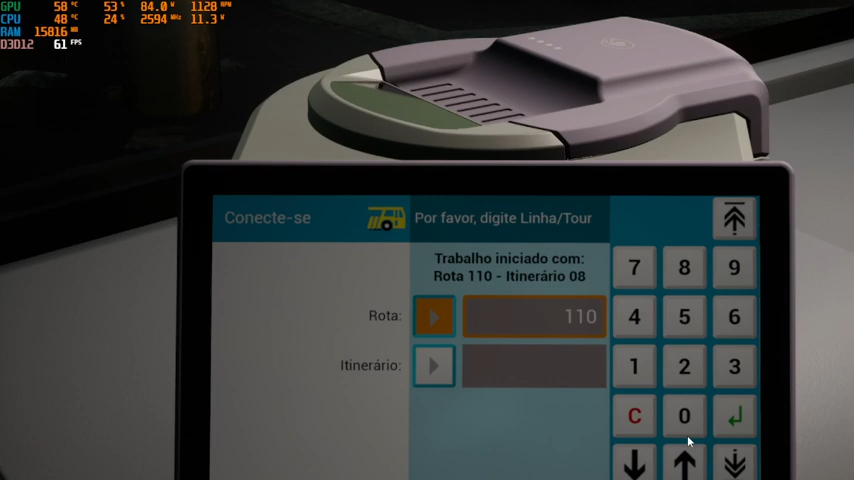 GPU 58 °C 53 % 84.0 W 1128 RPM
CPU 48 °C 24 % 2594 MHz 11.3 W
RAM 15816 MB
D3D12 61 FPS
Conecte-se
Por favor, digite Linha/Tour
Trabalho iniciado com:
Rota 110 - Itinerário 08
Rota: 110
Itinerário:
7 8 9
4 5 6
1 2 3
C 0